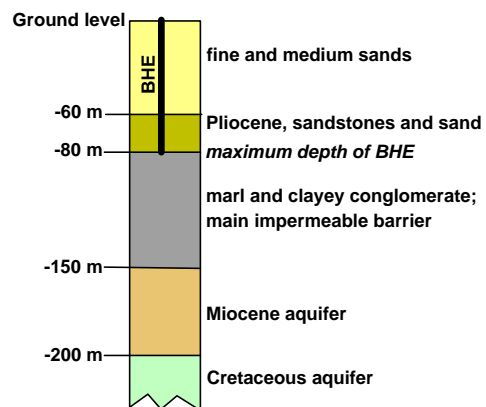 Ground level
fine and medium sands
BHE
-60 m
Pliocene, sandstones and sand
-80 m
maximum depth of BHE
marl and clayey conglomerate;
main impermeable barrier
-150 m
Miocene aquifer
-200 m
Cretaceous aquifer